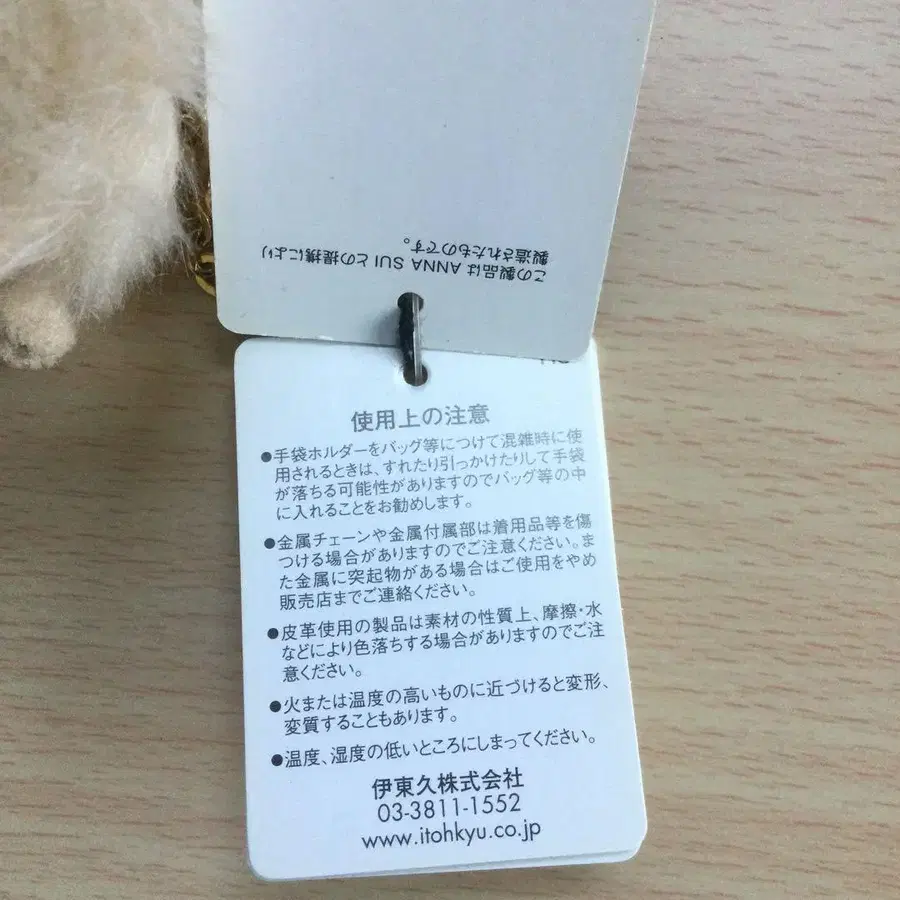 この製品は ANNA SUI との提携により
製造されたものです。
使用上の注意
●手袋ホルダーをバッグ等につけて混雑時に使
用されるときは、すれたり引っかけたりして手袋
が落ちる可能性がありますのでバッグ等の中
に入れることをお勧めします。
●金属チェーンや金属付属部は着用品等を傷
つける場合がありますのでご注意ください。ま
た金属に突起物がある場合はご使用をやめ
販売店までご連絡ください。
●皮革使用の製品は素材の性質上、摩擦・水
などにより色落ちする場合がありますのでご注
意ください。
●火または温度の高いものに近づけると変形、
変質することもあります。
●温度、湿度の低いところにしまってください。
伊東久株式会社
03-3811-1552
www.itohkyu.co.jp